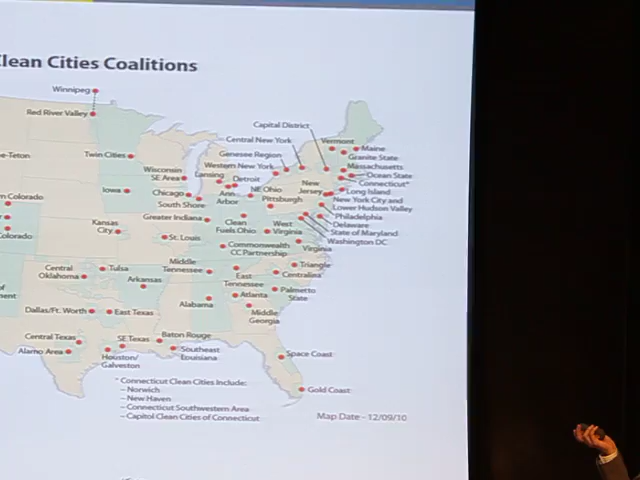 Clean Cities Coalitions
Winnipeg
Red River Valley
Capital District
Central New York
Vermont
Maine
Granite State
Massachusetts
Ocean State
Connecticut*
Long Island
New York City and
Lower Hudson Valley
Philadelphia
Delaware
State of Maryland
Washington DC
Genesee Region
Western New York
e-Teton
Twin Cities
Wisconsin
SE Area
Lansing
Detroit
Ann
Arbor
NE Ohio
Pittsburgh
New
Jersey
Iowa
Chicago
South Shore
n Colorado
Colorado
Kansas
City
St. Louis
Greater Indiana
Clean
Fuels Ohio
West
Virginia
Commonwealth
CC Partnership
Virginia
Middle
Tennessee
East
Tennessee
Triangle
Centralina
Palmetto
State
Central
Oklahoma
Tulsa
Arkansas
of
ment
Alabama
Atlanta
Middle
Georgia
Dallas/Ft. Worth
East Texas
Central Texas
Alamo Area
SE Texas
Houston/
Galveston
Baton Rouge
Southeast
Louisiana
Space Coast
Gold Coast
* Connecticut Clean Cities Include:
– Norwich
– New Haven
– Connecticut Southwestern Area
– Capitol Clean Cities of Connecticut
Map Date - 12/09/10